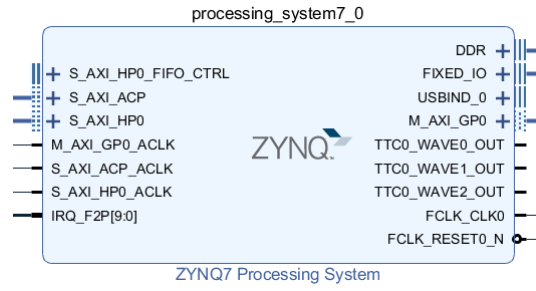 processing_system7_0
DDR
S_AXI_HP0_FIFO_CTRL
FIXED_IO
S_AXI_ACP
USBIND_0
S_AXI_HP0
M_AXI_GP0
M_AXI_GP0_ACLK
TTC0_WAVE0_OUT
S_AXI_ACP_ACLK
TTC0_WAVE1_OUT
S_AXI_HP0_ACLK
TTC0_WAVE2_OUT
IRQ_F2P[9:0]
FCLK_CLK0
FCLK_RESET0_N
ZYNQ
ZYNQ7 Processing System